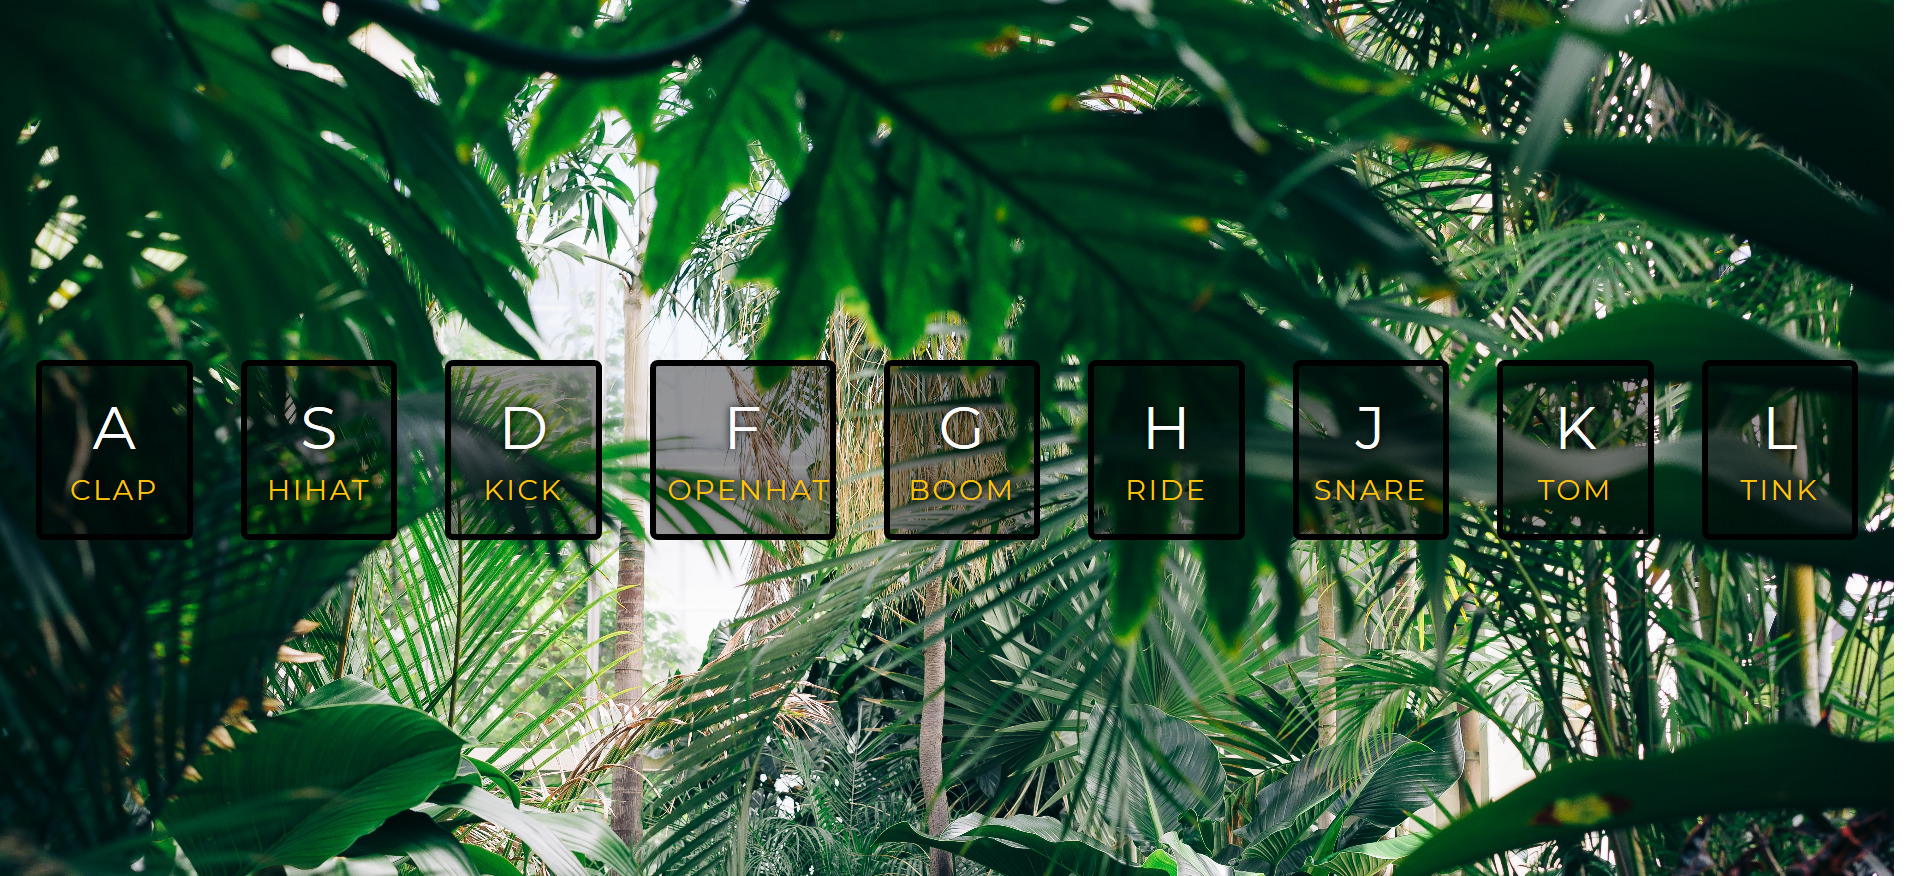 A S D F G H J K L
CLAP HIHAT KICK OPENHAT BOOM RIDE SNARE TOM TINK